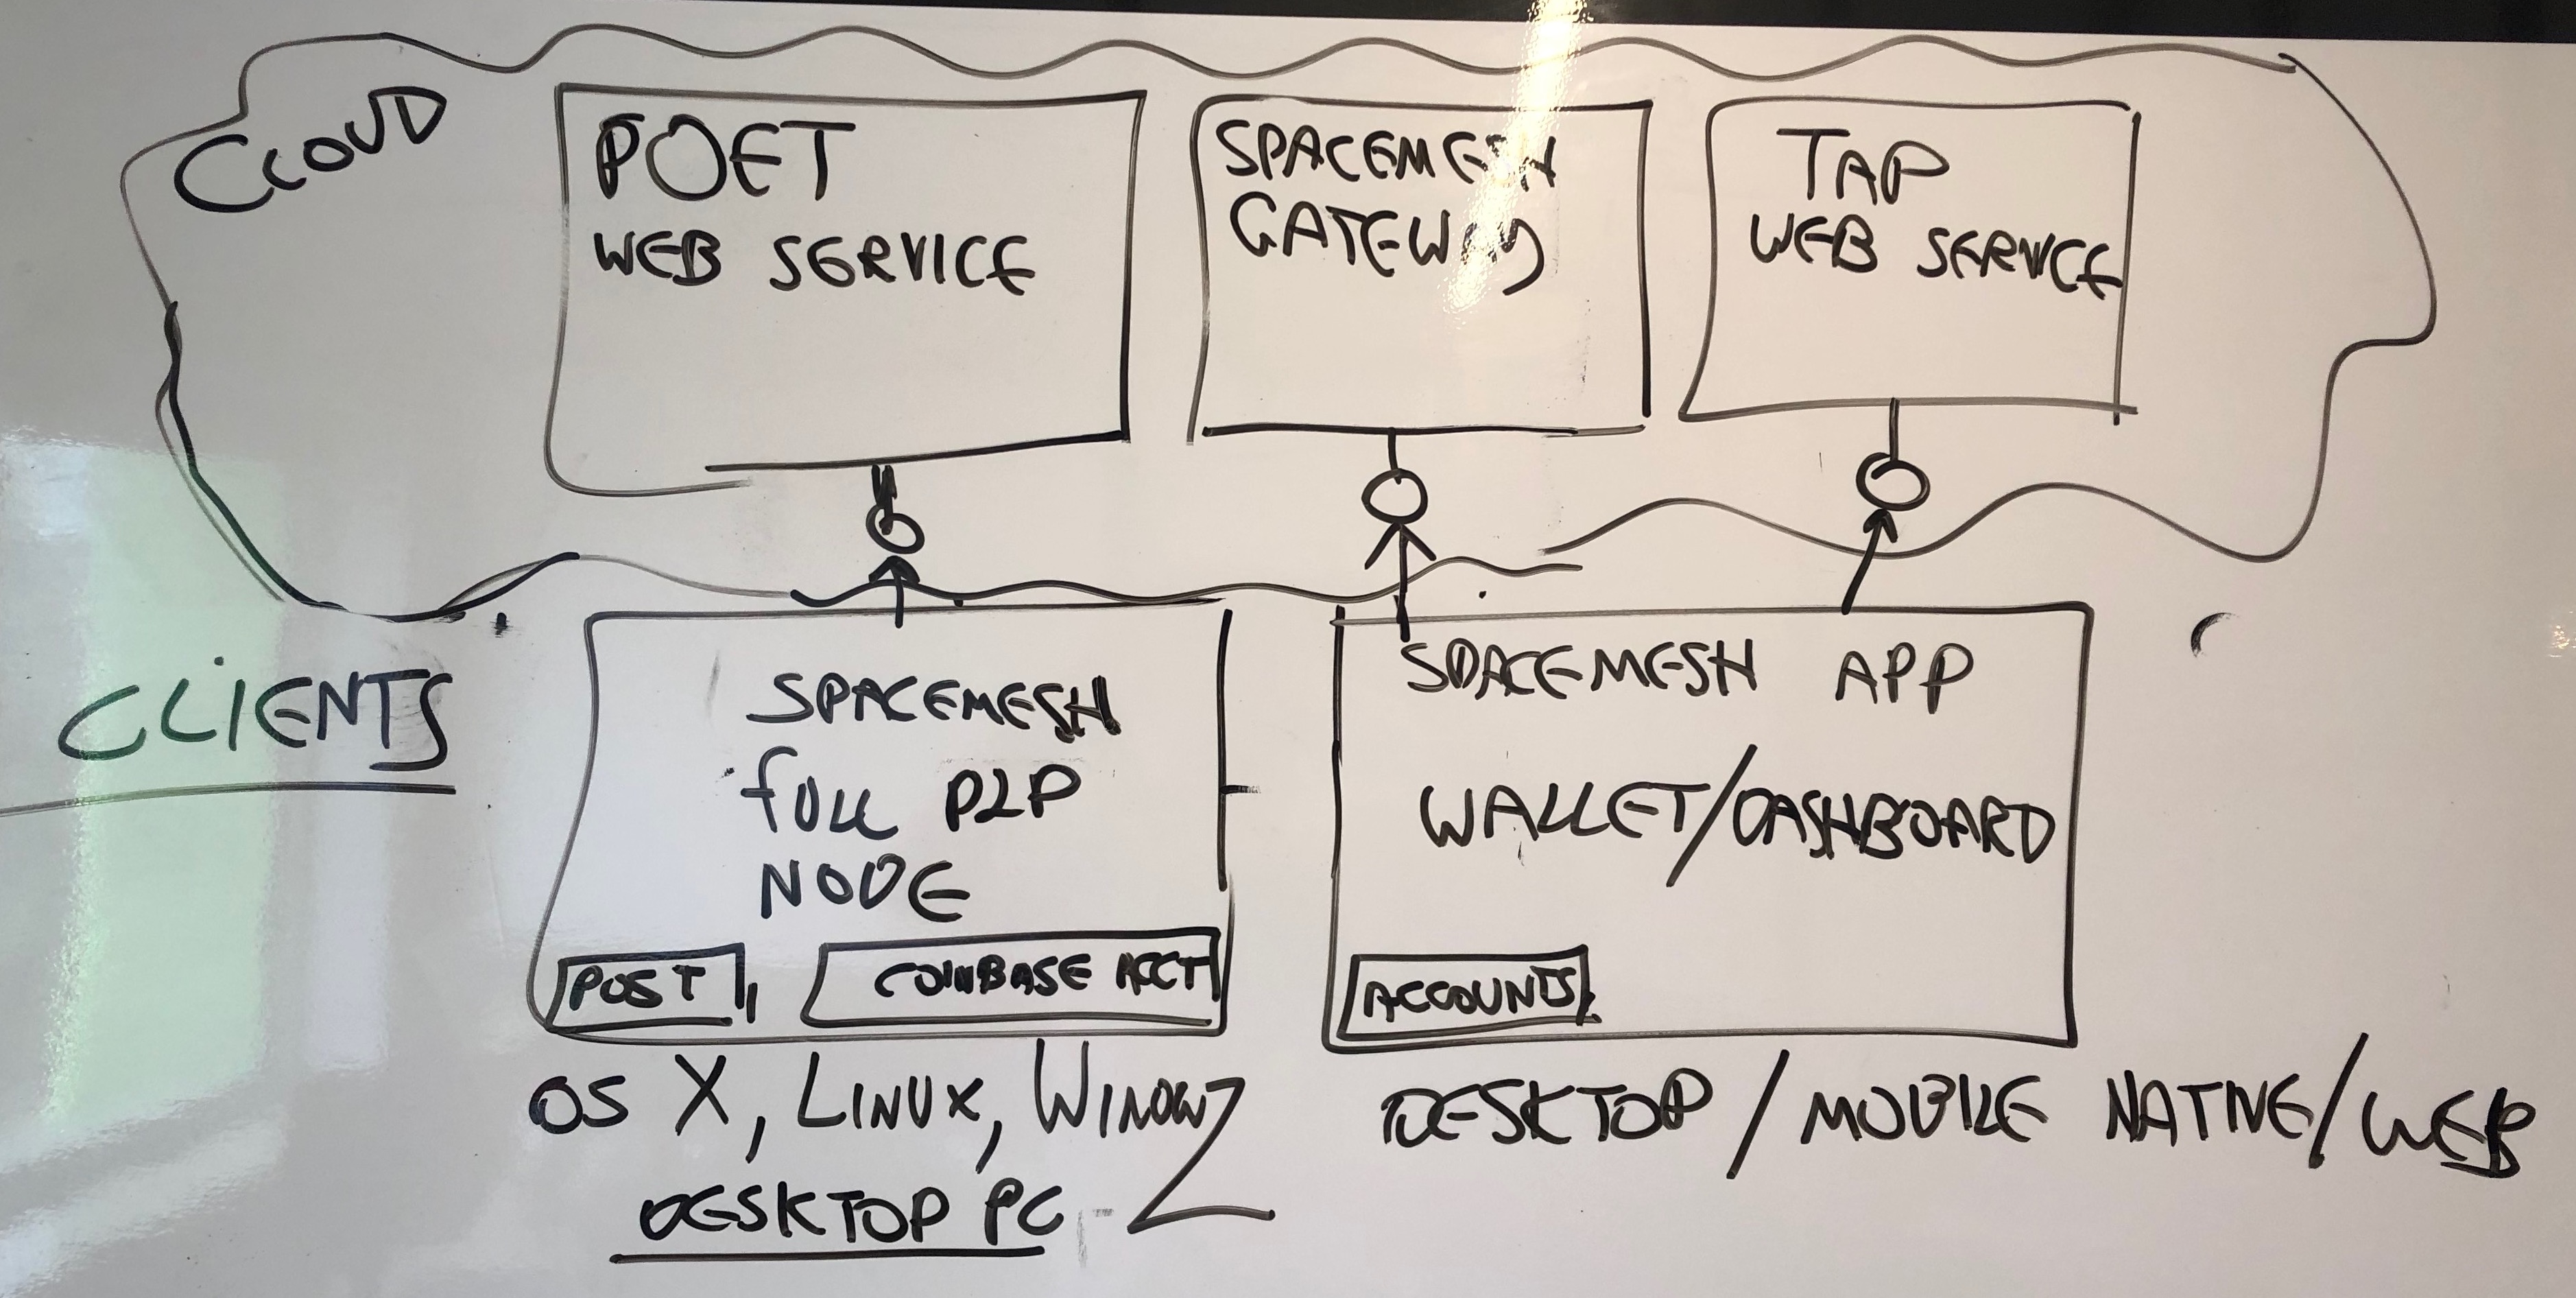 CLOUD
POET
WEB SERVICE
SPACEMESH
GATEWAY
TAP
WEB SERVICE
CLIENTS
SPACEMESH
FULL P2P
NODE
POST
COINBASE ACCT
OS X, LINUX, WINOWZ
DESKTOP PC
SPACEMESH APP
WALLET/DASHBOARD
ACCOUNTS
DESKTOP / MOBILE NATIVE/WEB